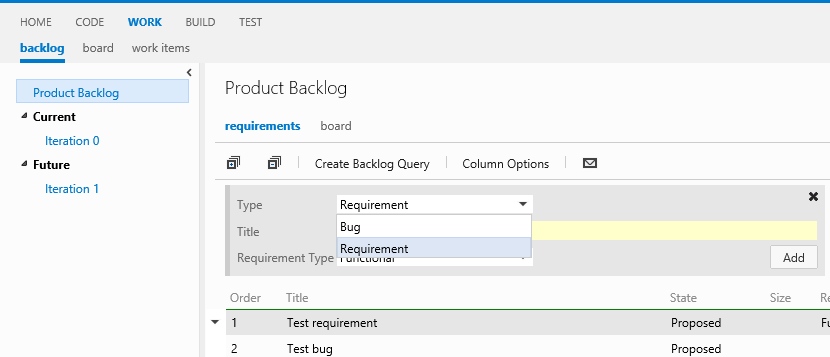 HOME CODE WORK BUILD TEST
backlog board work items
Product Backlog
Current
Iteration 0
Future
Iteration 1
Product Backlog
requirements board
Create Backlog Query Column Options
Type Requirement
Bug
Title
Requirement
Requirement Type Functional
Add
Order Title State Size Re
1 Test requirement Proposed Fu
2 Test bug Proposed